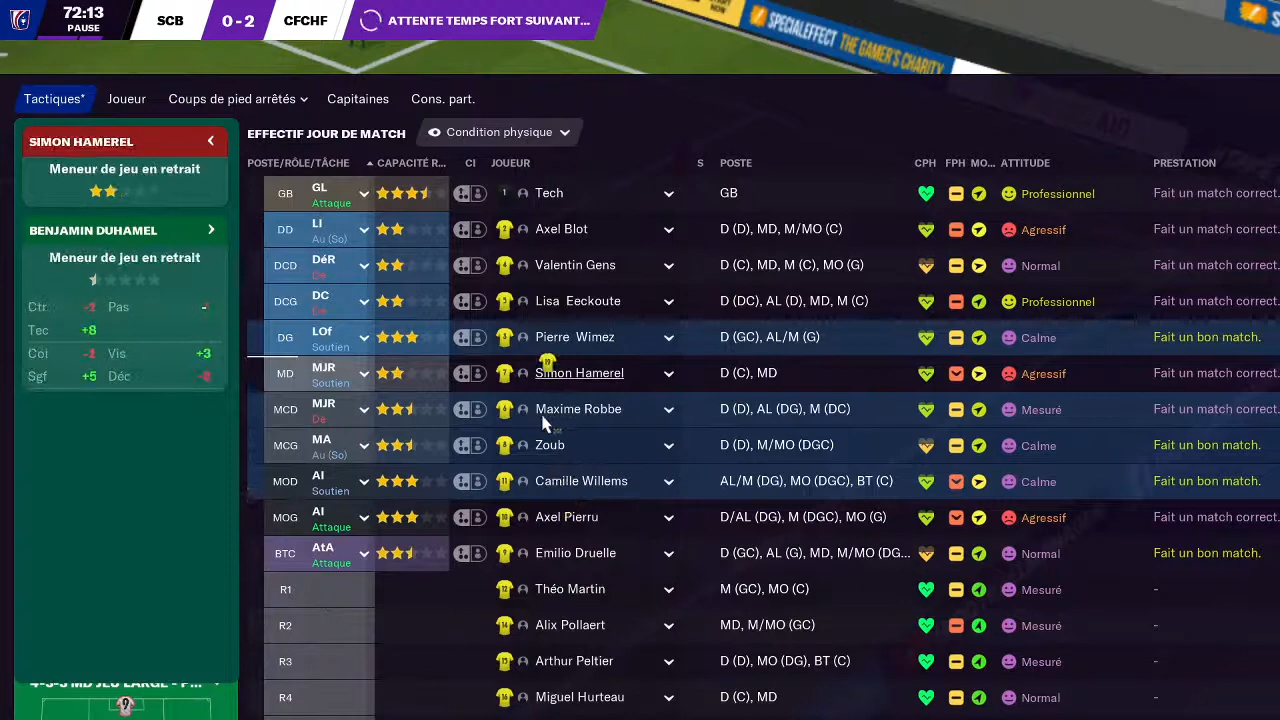 72:13
PAUSE
SCB
0 - 2
CFCHF
ATTENTE TEMPS FORT SUIVANT...
SPECIALEFFECT THE GAMER'S CHARITY
Tactiques*
Joueur
Coups de pied arrêtés
Capitaines
Cons. part.
SIMON HAMEREL
Meneur de jeu en retrait
BENJAMIN DUHAMEL
Meneur de jeu en retrait
Pas
Tec +8
Vis +3
Sgf +5 Déc
EFFECTIF JOUR DE MATCH
Condition physique
POSTE/RÔLE/TÂCHE CAPACITÉ R... CI JOUEUR S POSTE CPH FPH MO... ATTITUDE PRESTATION
GB GL Attaque 1 Tech GB Professionnel Fait un match correct.
DD LI Au (So) Axel Blot D (D), MD, M/MO (C) Agressif Fait un match correct.
DCD DéR Dé Valentin Gens D (C), MD, M (C), MO (G) Normal Fait un match correct.
DCG DC Dé Lisa Eeckoute D (DC), AL (D), MD, M (C) Professionnel Fait un match correct.
DG LOf Soutien Pierre Wimez D (GC), AL/M (G) Calme Fait un bon match.
MD MJR Soutien 7 Simon Hamerel D (C), MD Agressif Fait un match correct.
MCD MJR De 6 Maxime Robbe D (D), AL (DG), M (DC) Mesuré Fait un match correct.
MCG MA Au (So) 8 Zoub D (D), M/MO (DGC) Calme Fait un bon match.
MOD AI Soutien 11 Camille Willems AL/M (DG), MO (DGC), BT (C) Calme Fait un bon match.
MOG AI Attaque 10 Axel Pierru D/AL (DG), M (DGC), MO (G) Agressif Fait un match correct.
BTC AtA Attaque 9 Emilio Druelle D (GC), AL (G), MD, M/MO (DG... Normal Fait un bon match.
R1 12 Théo Martin M (GC), MO (C) Mesuré -
R2 14 Alix Pollaert MD, M/MO (GC) Mesuré -
R3 Arthur Peltier D (D), MO (DG), BT (C) Mesuré -
R4 Miguel Hurteau D (C), MD Normal -